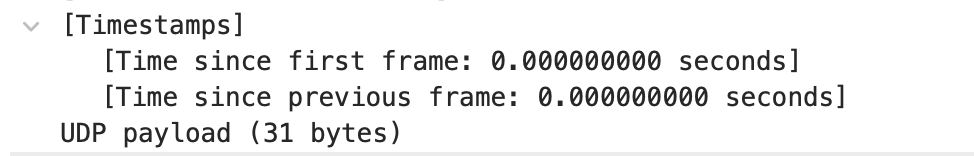 [Timestamps]
[Time since first frame: 0.000000000 seconds]
[Time since previous frame: 0.000000000 seconds]
UDP payload (31 bytes)